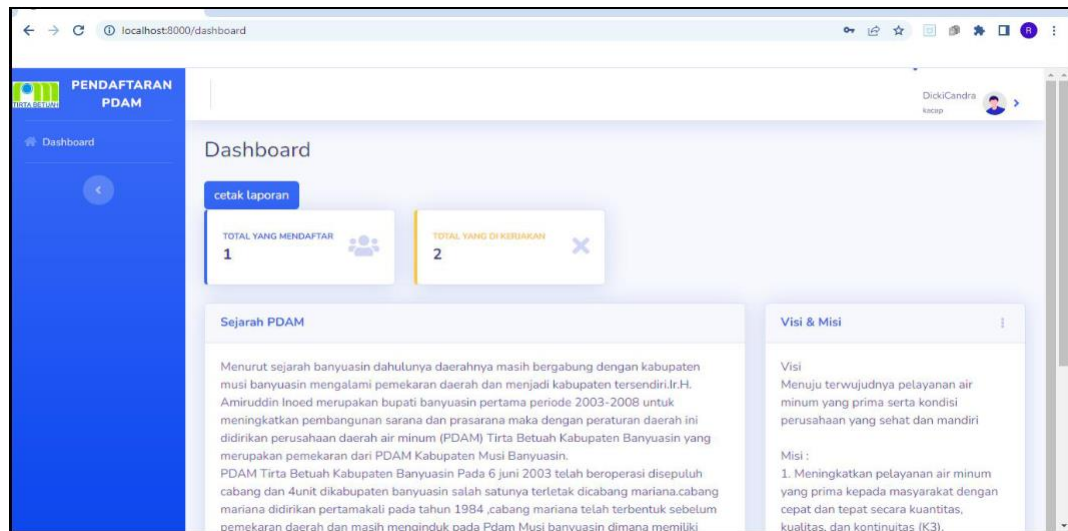 localhost:8000/dashboard
R
TIRTA BETUAH
PENDAFTARAN
PDAM
DickiCandra
kacap
Dashboard
Dashboard
cetak laporan
TOTAL YANG MENDAFTAR
1
TOTAL YANG DI KERJAKAN
2
Sejarah PDAM
Menurut sejarah banyuasin dahulunya daerahnya masih bergabung dengan kabupaten
musi banyuasin mengalami pemekaran daerah dan menjadi kabupaten tersendiri.Ir.H.
Amiruddin Inoed merupakan bupati banyuasin pertama periode 2003-2008 untuk
meningkatkan pembangunan sarana dan prasarana maka dengan peraturan daerah ini
didirikan perusahaan daerah air minum (PDAM) Tirta Betuah Kabupaten Banyuasin yang
merupakan pemekaran dari PDAM Kabupaten Musi Banyuasin.
PDAM Tirta Betuah Kabupaten Banyuasin Pada 6 juni 2003 telah beroperasi disepuluh
cabang dan 4unit dikabupaten banyuasin salah satunya terletak dicabang mariana.cabang
mariana didirikan pertamakali pada tahun 1984 ,cabang mariana telah terbentuk sebelum
pemekaran daerah dan masih menginduk pada Pdam Musi banyuasin dimana memiliki
Visi & Misi
Visi
Menuju terwujudnya pelayanan air
minum yang prima serta kondisi
perusahaan yang sehat dan mandiri
Misi :
1. Meningkatkan pelayanan air minum
yang prima kepada masyarakat dengan
cepat dan tepat secara kuantitas,
kualitas, dan kontinuitas (K3).